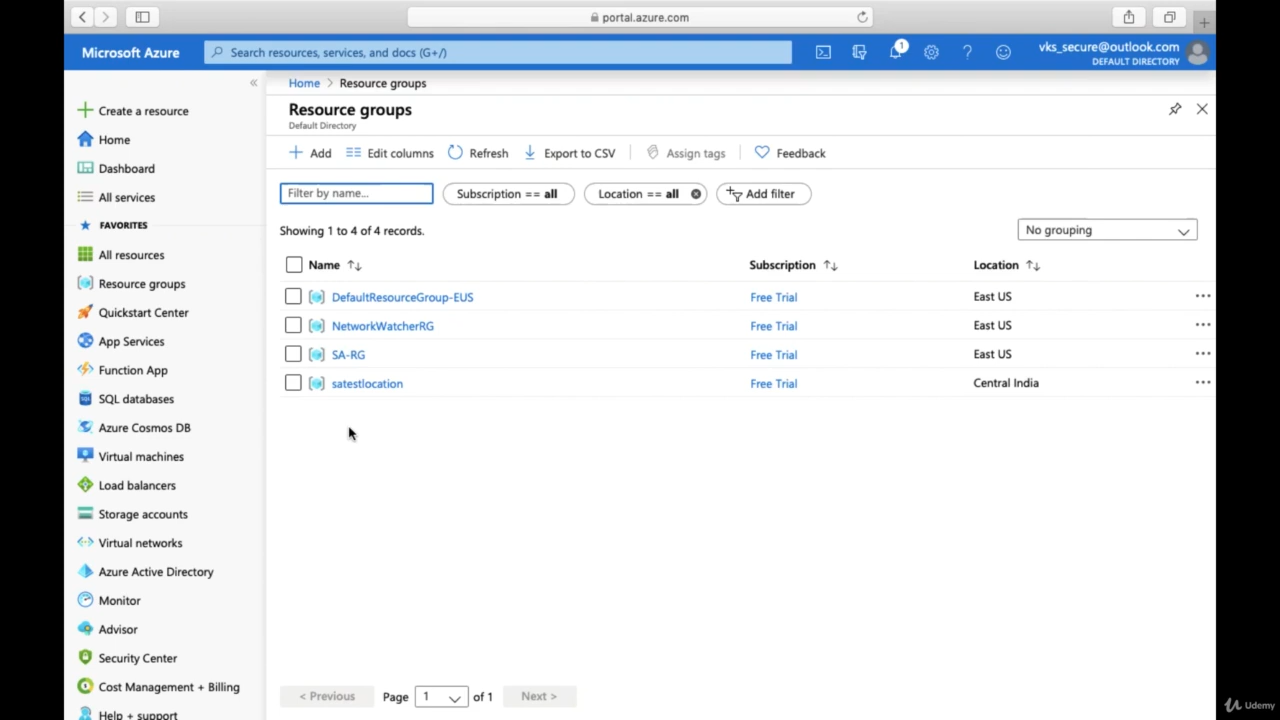 portal.azure.com
Microsoft Azure
Search resources, services, and docs (G+/)
1
vks_secure@outlook.com
DEFAULT DIRECTORY
Create a resource
Home
Dashboard
All services
FAVORITES
All resources
Resource groups
Quickstart Center
App Services
Function App
SQL databases
Azure Cosmos DB
Virtual machines
Load balancers
Storage accounts
Virtual networks
Azure Active Directory
Monitor
Advisor
Security Center
Cost Management + Billing
Help + support
Home > Resource groups
Resource groups
Default Directory
Add Edit columns Refresh Export to CSV Assign tags Feedback
Filter by name... Subscription == all Location == all Add filter
Showing 1 to 4 of 4 records. No grouping
Name Subscription Location
DefaultResourceGroup-EUS Free Trial East US
NetworkWatcherRG Free Trial East US
SA-RG Free Trial East US
satestlocation Free Trial Central India
< Previous Page 1 of 1 Next >
Udemy